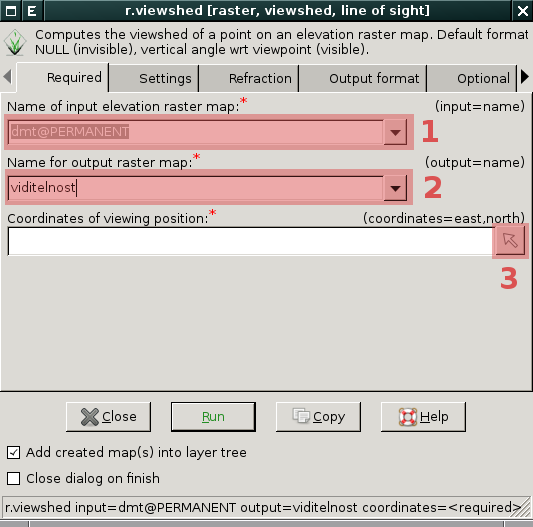 E r.viewshed [raster, viewshed, line of sight]
Computes the viewshed of a point on an elevation raster map. Default format
NULL (invisible), vertical angle wrt viewpoint (visible).
Required Settings Refraction Output format Optional
Name of input elevation raster map:* (input=name)
dmt@PERMANENT 1
Name for output raster map:* (output=name)
viditelnost 2
Coordinates of viewing position:* (coordinates=east,north)
3
Close Run Copy Help
Add created map(s) into layer tree
Close dialog on finish
r.viewshed input=dmt@PERMANENT output=viditelnost coordinates=<required>